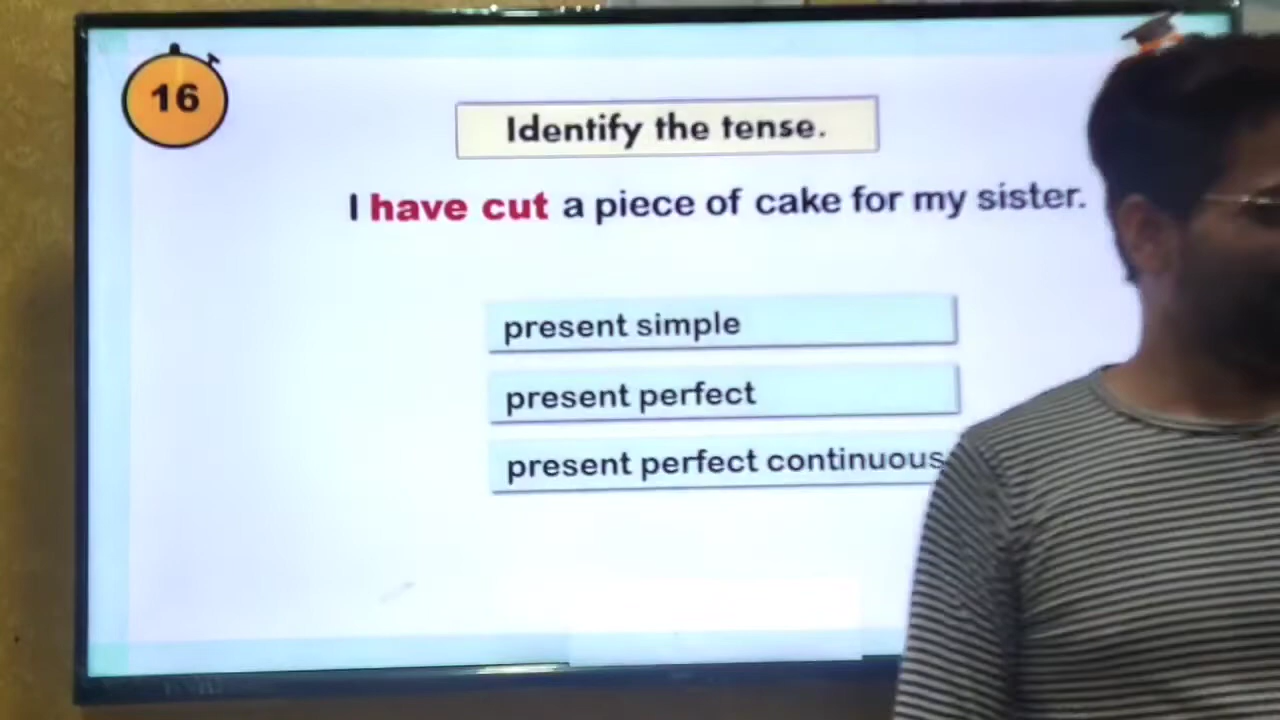 16
Identify the tense.
I have cut a piece of cake for my sister.
present simple
present perfect
present perfect continuous